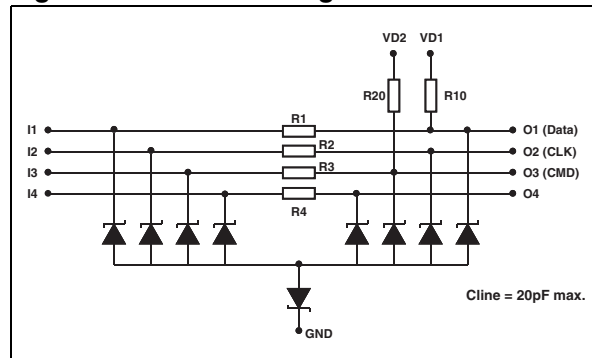 VD2 VD1
R20 R10
R1
I1 O1 (Data)
R2
I2 O2 (CLK)
R3
I3 O3 (CMD)
I4 O4
R4
Cline = 20pF max.
GND